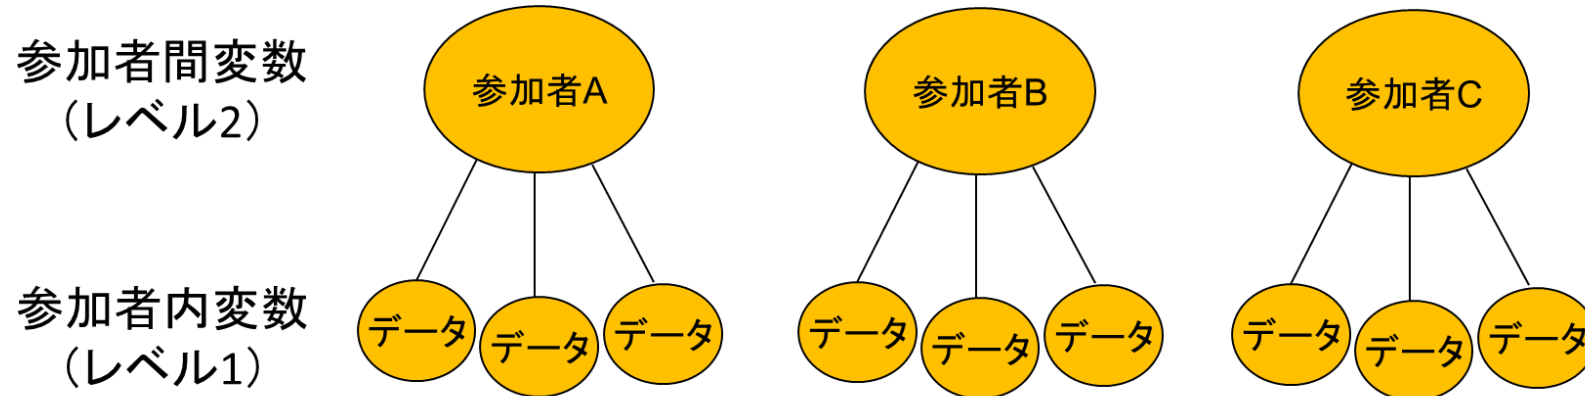 参加者間変数
（レベル2）
参加者A
参加者B
参加者C
参加者内変数
（レベル1）
データ
データ
データ
データ
データ
データ
データ
データ
データ